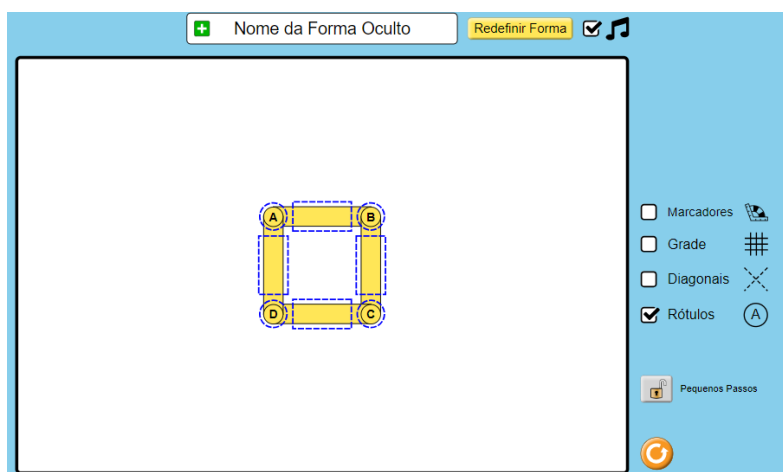 Nome da Forma Oculto
Redefinir Forma
A
B
D
C
Marcadores
Grade
Diagonais
Rótulos
A
Pequenos Passos